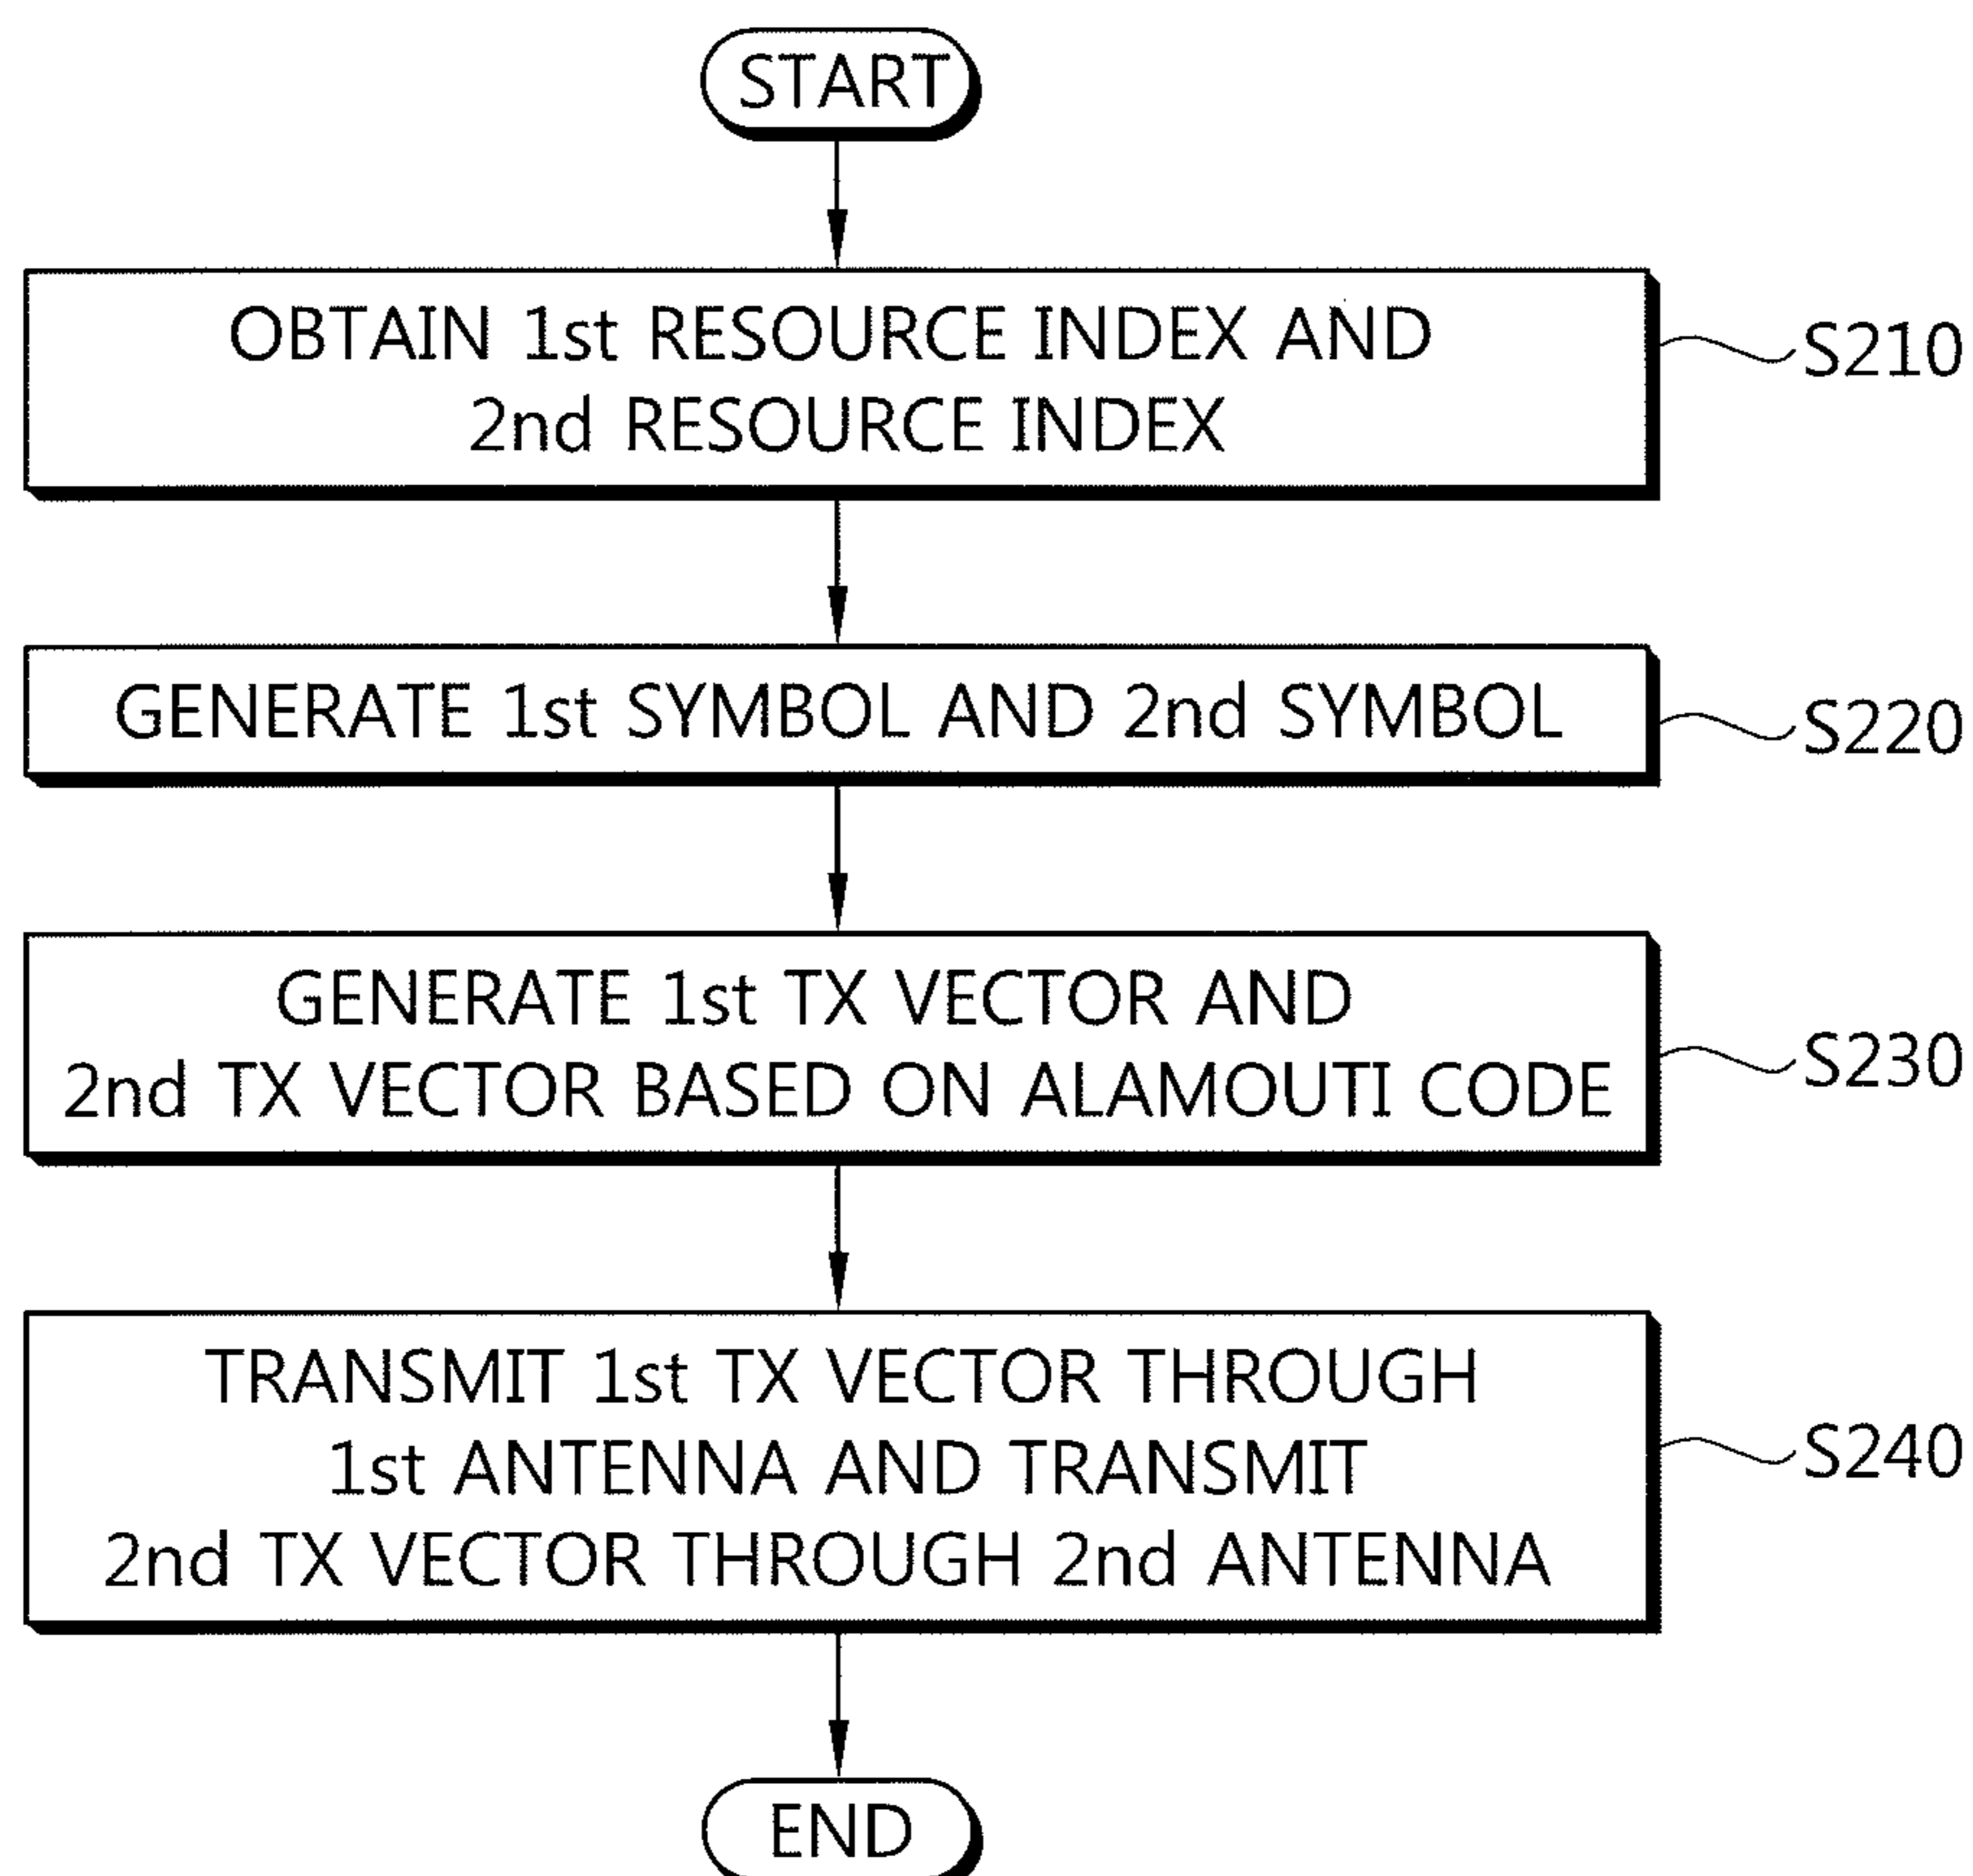 START
OBTAIN 1st RESOURCE INDEX AND
2nd RESOURCE INDEX
S210
GENERATE 1st SYMBOL AND 2nd SYMBOL
S220
GENERATE 1st TX VECTOR AND
2nd TX VECTOR BASED ON ALAMOUTI CODE
S230
TRANSMIT 1st TX VECTOR THROUGH
1st ANTENNA AND TRANSMIT
2nd TX VECTOR THROUGH 2nd ANTENNA
S240
END